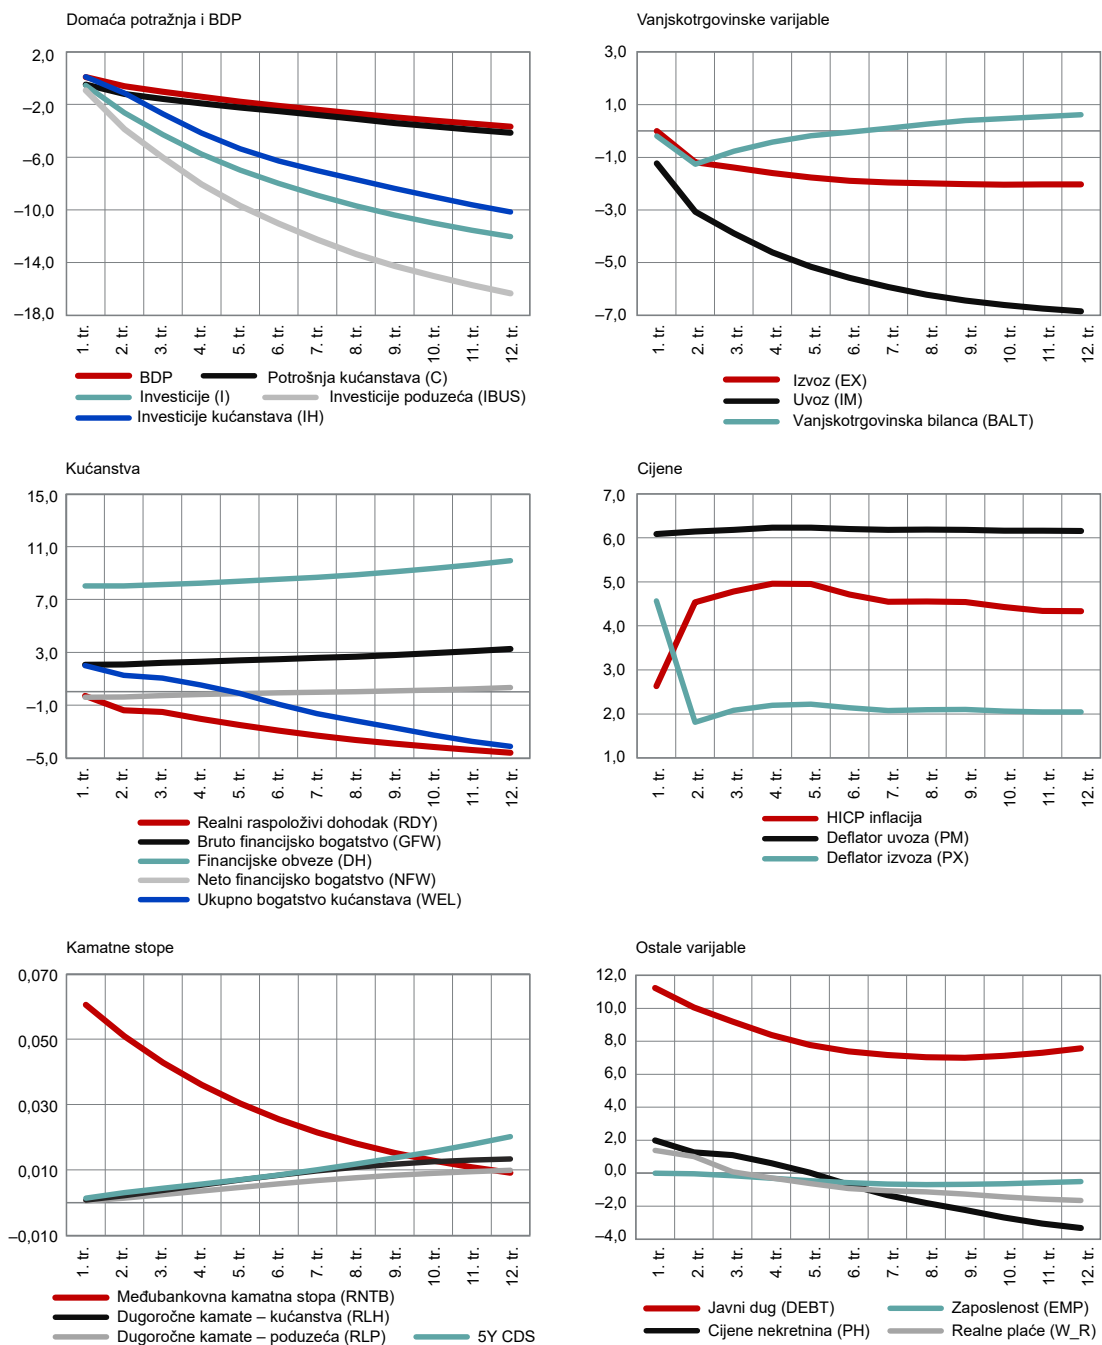 Domaća potražnja i BDP
2,0
–2,0
–6,0
–10,0
–14,0
–18,0
1. tr.
2. tr.
3. tr.
4. tr.
5. tr.
6. tr.
7. tr.
8. tr.
9. tr.
10. tr.
11. tr.
12. tr.
BDP
Potrošnja kućanstava (C)
Investicije (I)
Investicije poduzeća (IBUS)
Investicije kućanstava (IH)
Vanjskotrgovinske varijable
3,0
1,0
–1,0
–3,0
–5,0
–7,0
1. tr.
2. tr.
3. tr.
4. tr.
5. tr.
6. tr.
7. tr.
8. tr.
9. tr.
10. tr.
11. tr.
12. tr.
Izvoz (EX)
Uvoz (IM)
Vanjskotrgovinska bilanca (BALT)
Kućanstva
15,0
11,0
7,0
3,0
–1,0
–5,0
1. tr.
2. tr.
3. tr.
4. tr.
5. tr.
6. tr.
7. tr.
8. tr.
9. tr.
10. tr.
11. tr.
12. tr.
Realni raspoloživi dohodak (RDY)
Bruto financijsko bogatstvo (GFW)
Financijske obveze (DH)
Neto financijsko bogatstvo (NFW)
Ukupno bogatstvo kućanstava (WEL)
Cijene
7,0
6,0
5,0
4,0
3,0
2,0
1,0
1. tr.
2. tr.
3. tr.
4. tr.
5. tr.
6. tr.
7. tr.
8. tr.
9. tr.
10. tr.
11. tr.
12. tr.
HICP inflacija
Deflator uvoza (PM)
Deflator izvoza (PX)
Kamatne stope
0,070
0,050
0,030
0,010
–0,010
1. tr.
2. tr.
3. tr.
4. tr.
5. tr.
6. tr.
7. tr.
8. tr.
9. tr.
10. tr.
11. tr.
12. tr.
Međubankovna kamatna stopa (RNTB)
Dugoročne kamate – kućanstva (RLH)
Dugoročne kamate – poduzeća (RLP)
5Y CDS
Ostale varijable
12,0
10,0
8,0
6,0
4,0
2,0
0,0
–2,0
–4,0
1. tr.
2. tr.
3. tr.
4. tr.
5. tr.
6. tr.
7. tr.
8. tr.
9. tr.
10. tr.
11. tr.
12. tr.
Javni dug (DEBT)
Zaposlenost (EMP)
Cijene nekretnina (PH)
Realne plaće (W_R)